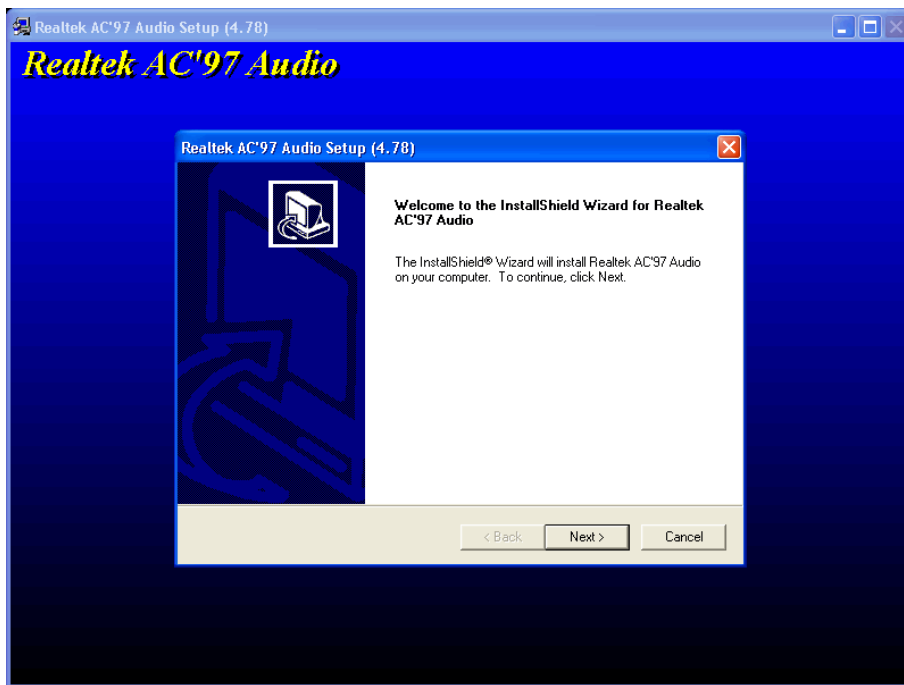 Realtek AC'97 Audio Setup (4.78)
Realtek AC'97 Audio
Realtek AC'97 Audio Setup (4.78)
Welcome to the InstallShield Wizard for Realtek
AC'97 Audio
The InstallShield® Wizard will install Realtek AC'97 Audio
on your computer. To continue, click Next.
< Back Next > Cancel